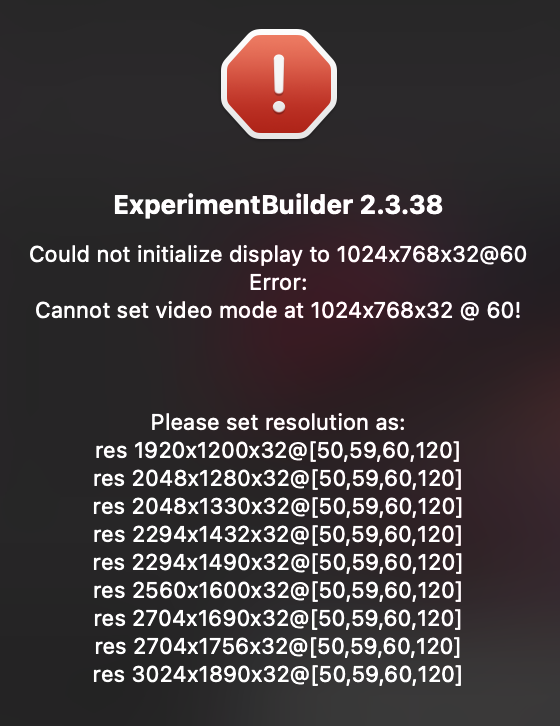 ExperimentBuilder 2.3.38
Could not initialize display to 1024x768x32@60
Error:
Cannot set video mode at 1024x768x32 @ 60!
Please set resolution as:
res 1920x1200x32@[50,59,60,120]
res 2048x1280x32@[50,59,60,120]
res 2048x1330x32@[50,59,60,120]
res 2294x1432x32@[50,59,60,120]
res 2294x1490x32@[50,59,60,120]
res 2560x1600x32@[50,59,60,120]
res 2704x1690x32@[50,59,60,120]
res 2704x1756x32@[50,59,60,120]
res 3024x1890x32@[50,59,60,120]